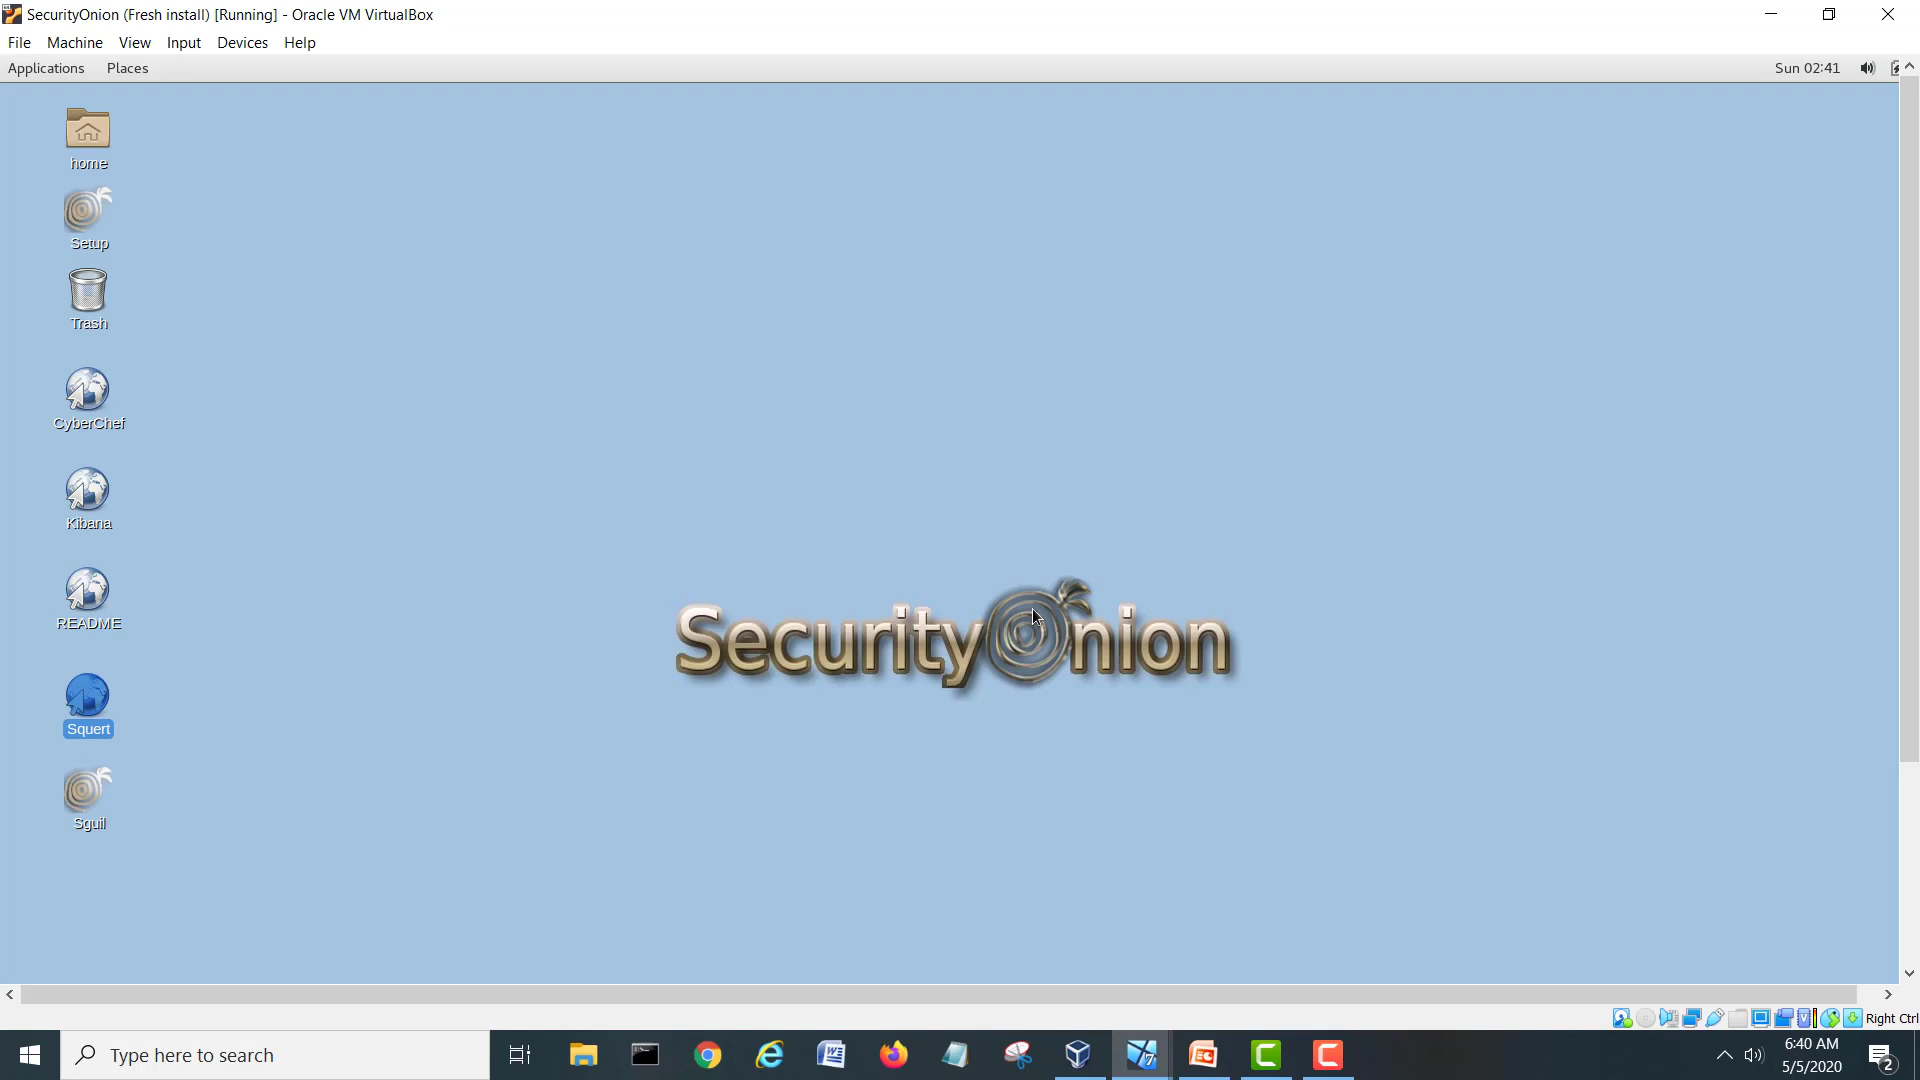 SecurityOnion (Fresh install) [Running] - Oracle VM VirtualBox
File Machine View Input Devices Help
Applications Places Sun 02:41
home
Setup
Trash
CyberChef
Kibana
README
SecurityOnion
Squert
Sguil
Right Ctrl
Type here to search
6:40 AM
5/5/2020
2